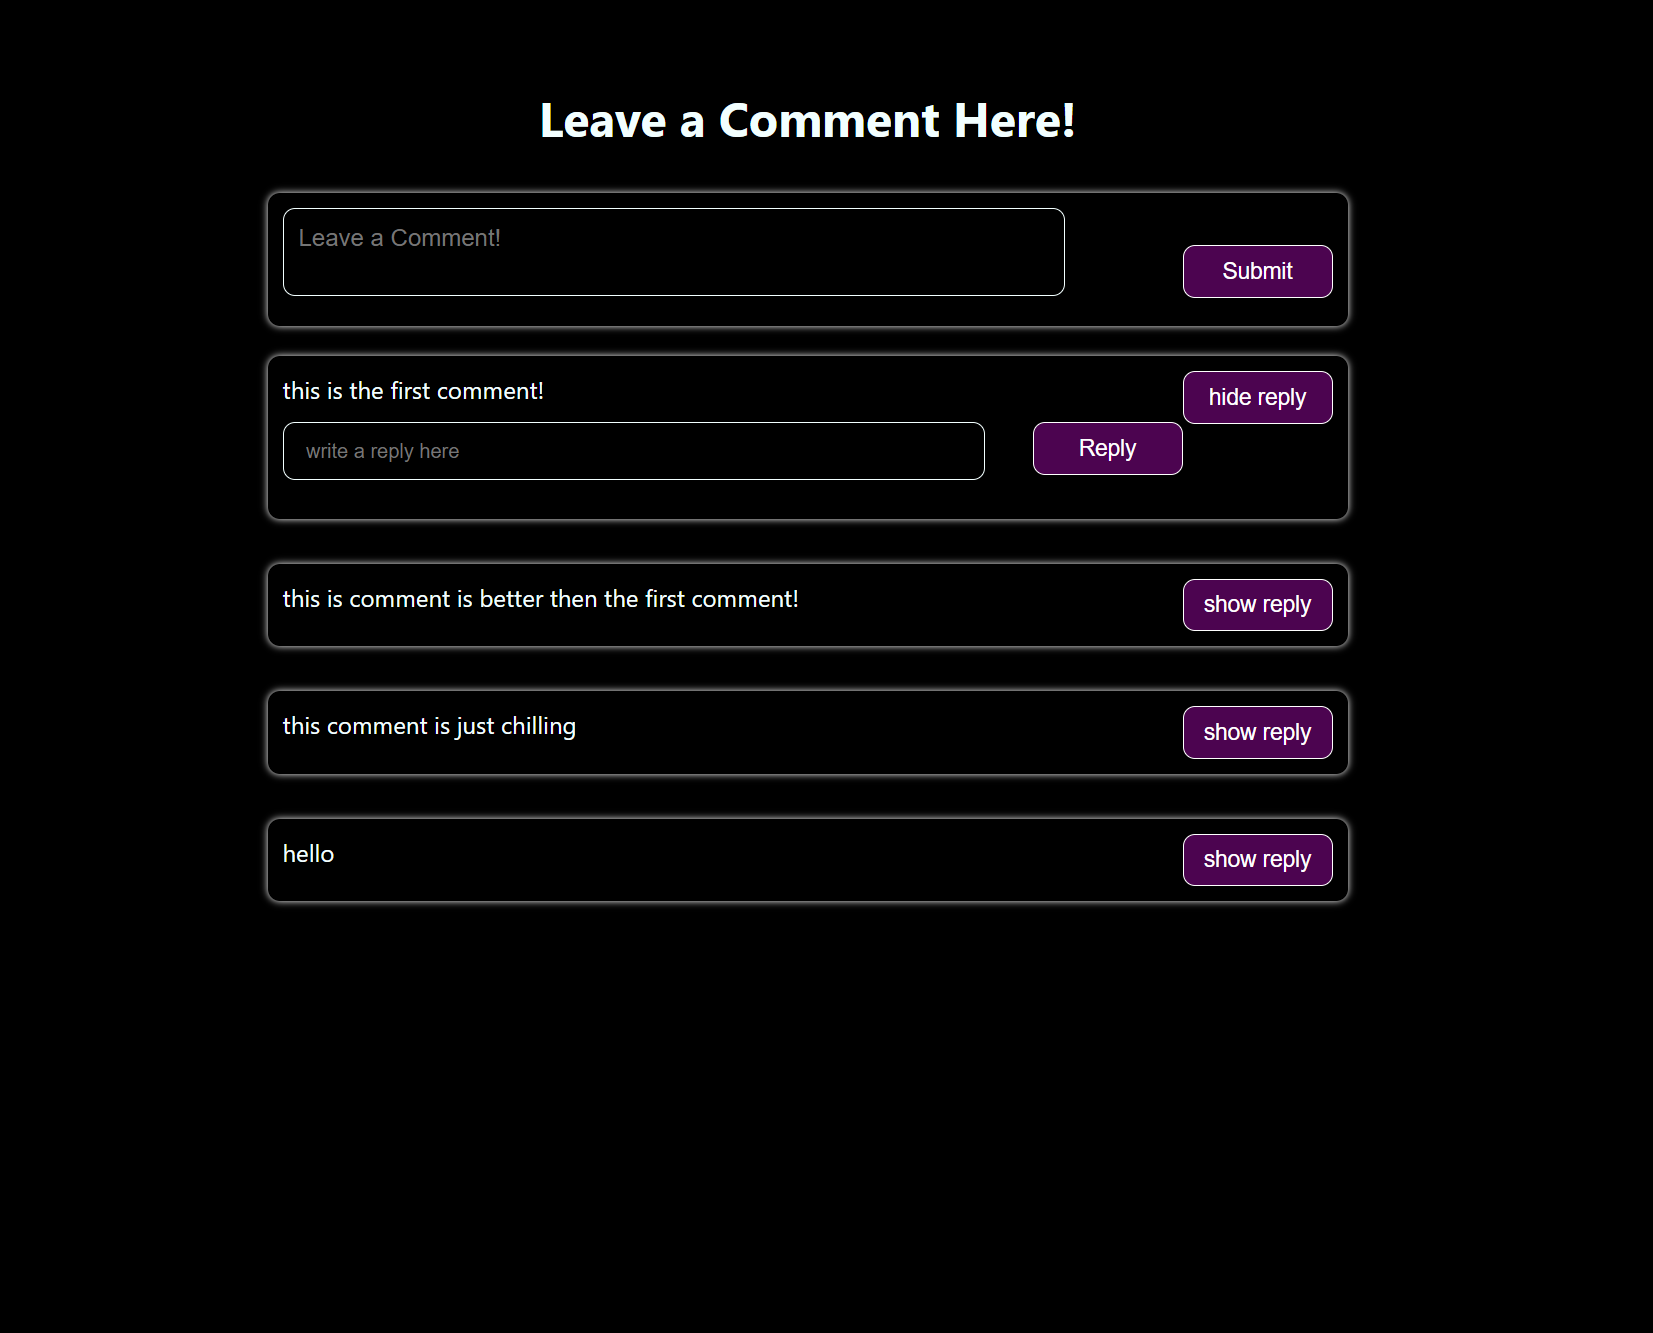 Leave a Comment Here!
Leave a Comment!
Submit
this is the first comment!
hide reply
write a reply here
Reply
this is comment is better then the first comment!
show reply
this comment is just chilling
show reply
hello
show reply